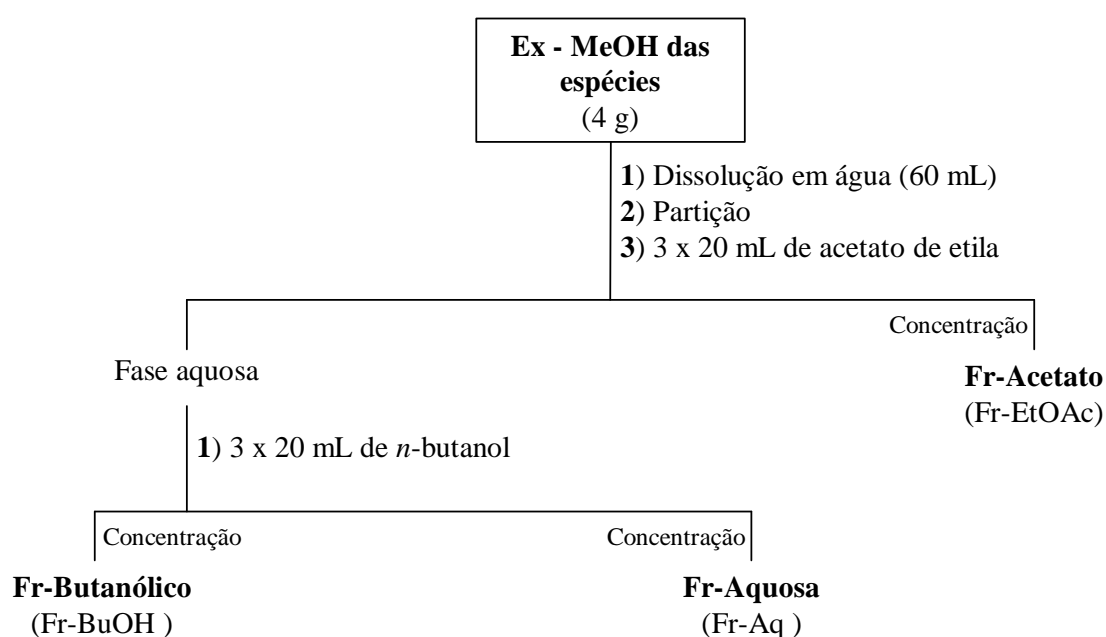 Ex - MeOH das
espécies
(4 g)
1) Dissolução em água (60 mL)
2) Partição
3) 3 x 20 mL de acetato de etila
Concentração
Fase aquosa
Fr-Acetato
(Fr-EtOAc)
1) 3 x 20 mL de n-butanol
Concentração
Concentração
Fr-Butanólico
(Fr-BuOH )
Fr-Aquosa
(Fr-Aq )